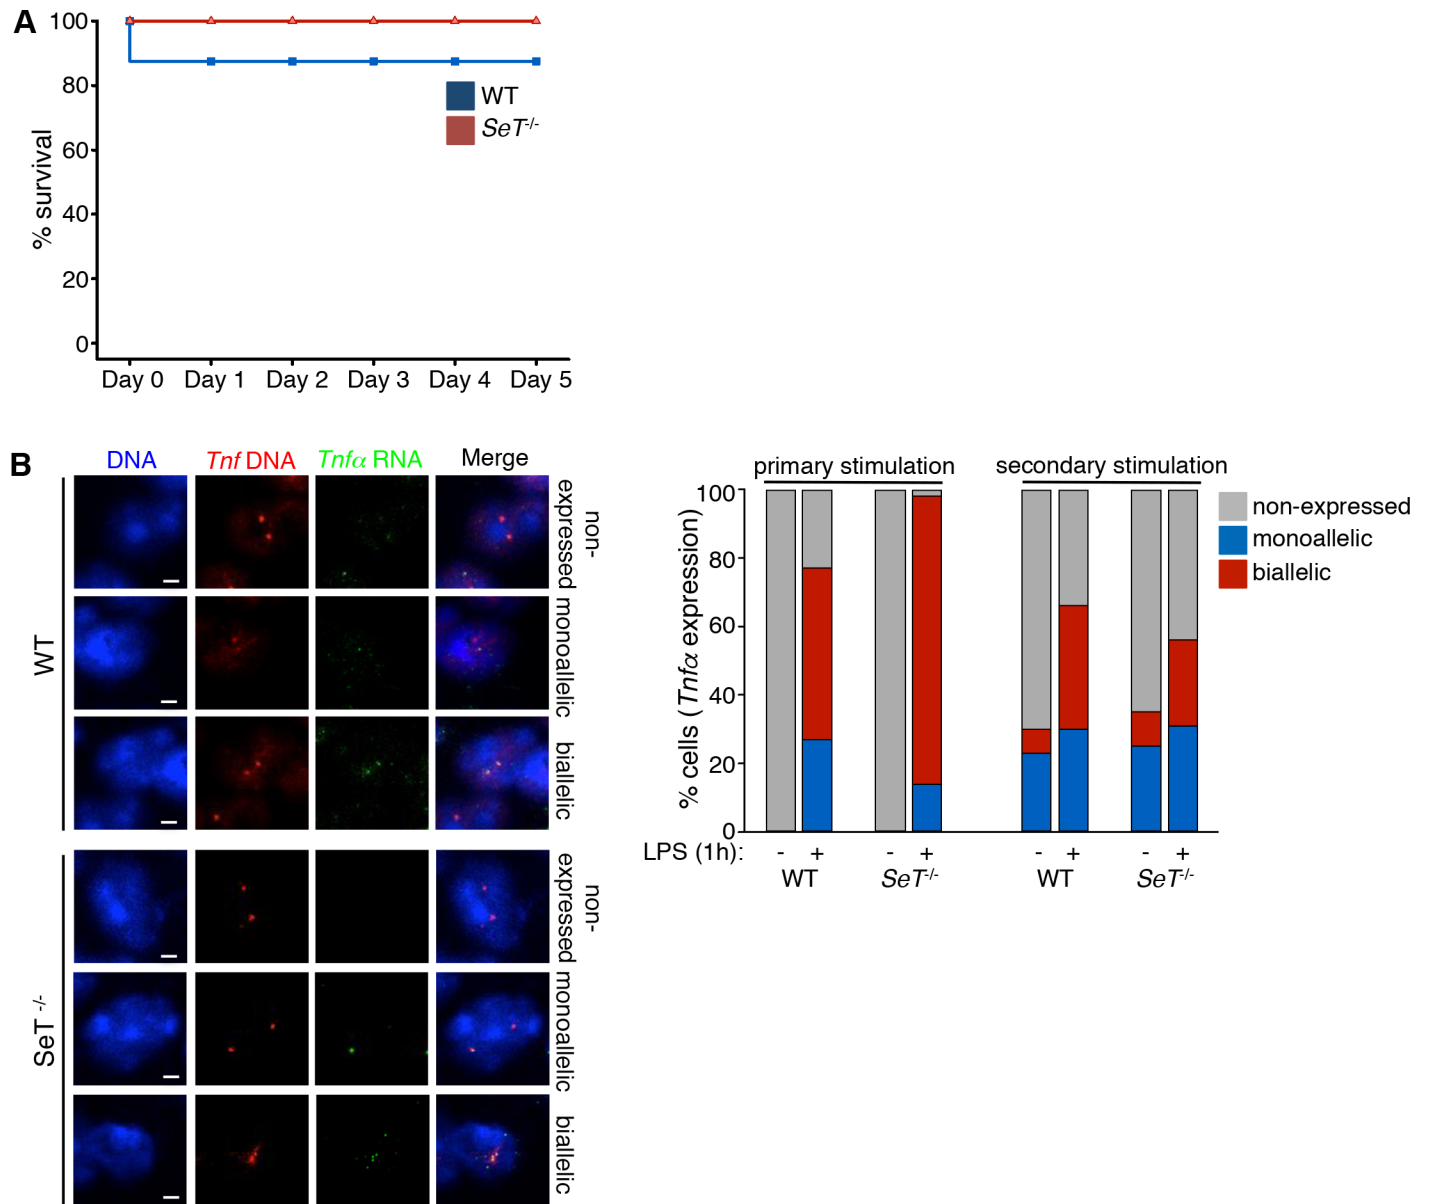 A
100
80
60
40
20
0
% survival
WT
SeT-/-
Day 0 Day 1 Day 2 Day 3 Day 4 Day 5
B
DNA Tnf DNA Tnfα RNA Merge
WT
non-
expressed
monoallelic
biallelic
SeT -/-
non-
expressed
monoallelic
biallelic
primary stimulation secondary stimulation
100
80
60
40
20
0
% cells (Tnfα expression)
non-expressed
monoallelic
biallelic
LPS (1h): - + - + - + - +
WT SeT-/- WT SeT-/-